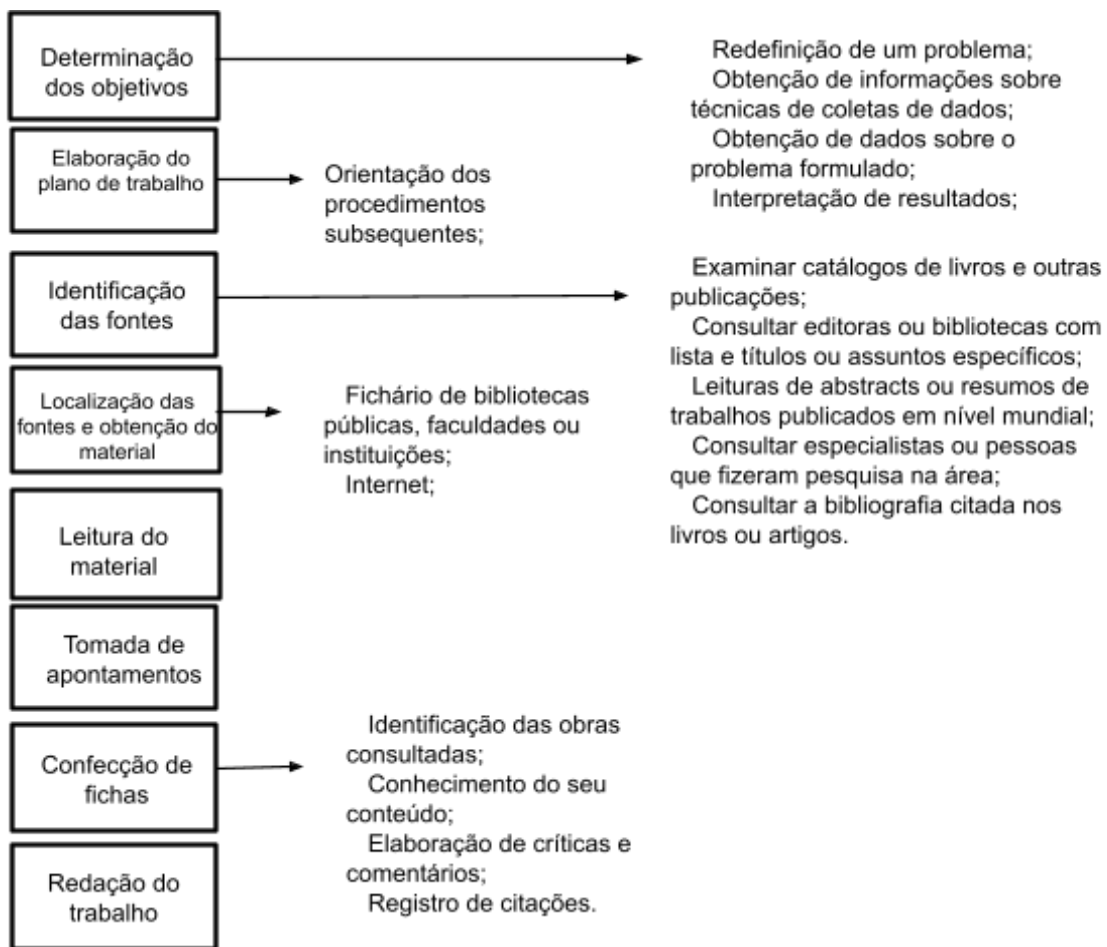 Determinação
dos objetivos
Redefinição de um problema;
Obtenção de informações sobre
técnicas de coletas de dados;
Obtenção de dados sobre o
problema formulado;
Interpretação de resultados;
Elaboração do
plano de trabalho
Orientação dos
procedimentos
subsequentes;
Identificação
das fontes
Examinar catálogos de livros e outras
publicações;
Consultar editoras ou bibliotecas com
lista e títulos ou assuntos específicos;
Leituras de abstracts ou resumos de
trabalhos publicados em nível mundial;
Consultar especialistas ou pessoas
que fizeram pesquisa na área;
Consultar a bibliografia citada nos
livros ou artigos.
Localização das
fontes e obtenção do
material
Fichário de bibliotecas
públicas, faculdades ou
instituições;
Internet;
Leitura do
material
Tomada de
apontamentos
Confecção de
fichas
Identificação das obras
consultadas;
Conhecimento do seu
conteúdo;
Elaboração de críticas e
comentários;
Registro de citações.
Redação do
trabalho